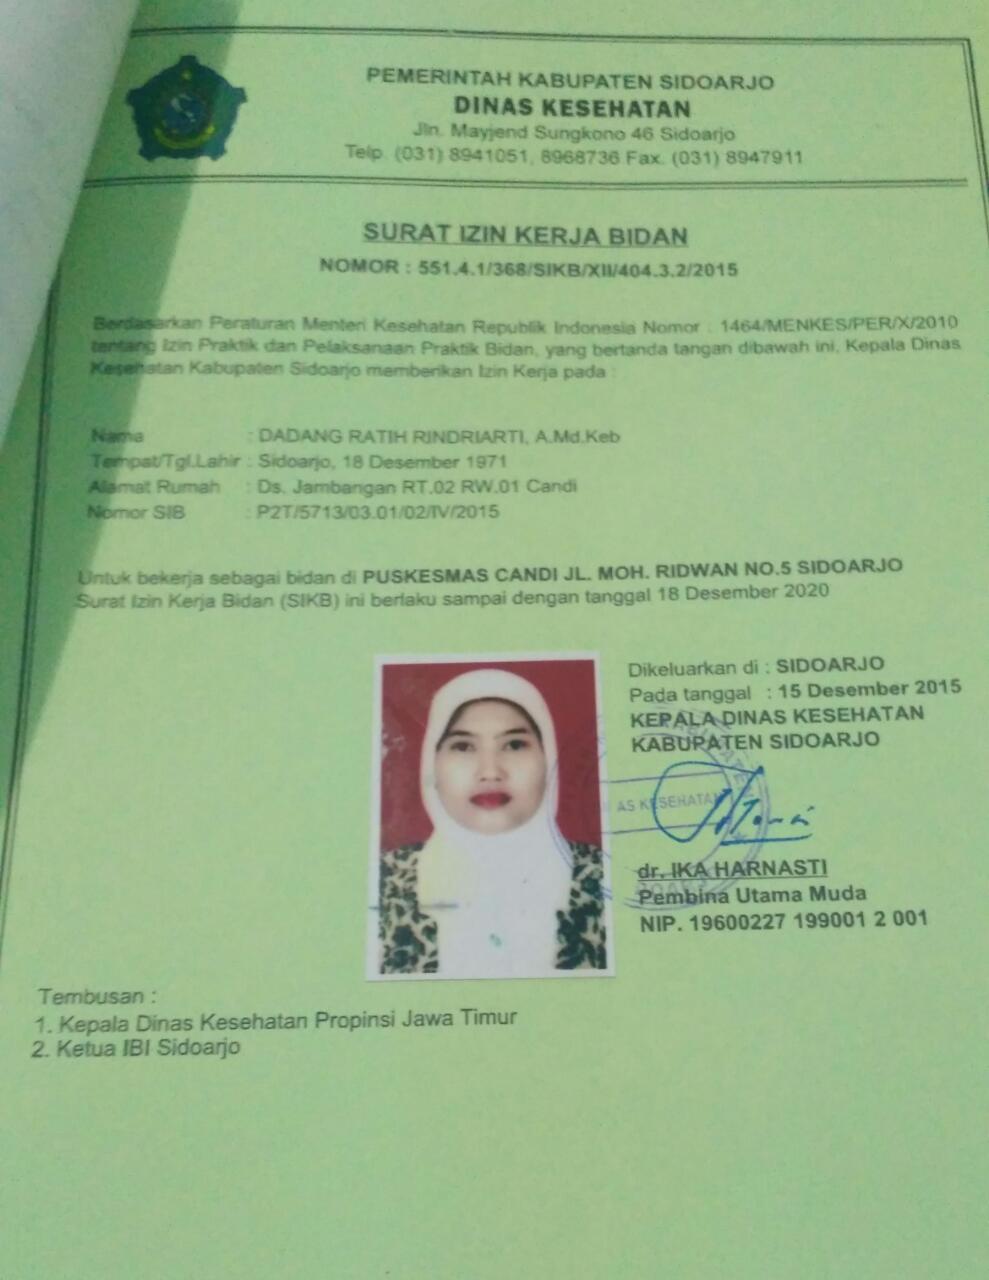 PEMERINTAH KABUPATEN SIDOARJO
DINAS KESEHATAN
Jln. Mayjend Sungkono 46 Sidoarjo
Telp. (031) 8941051, 8968736 Fax. (031) 8947911
SURAT IZIN KERJA BIDAN
NOMOR : 551.4.1/368/SIKB/XII/404.3.2/2015
Berdasarkan Peraturan Menteri Kesehatan Republik Indonesia Nomor : 1464/MENKES/PER/X/2010
tentang Izin Praktik dan Pelaksanaan Praktik Bidan, yang bertanda tangan dibawah ini, Kepala Dinas
Kesehatan Kabupaten Sidoarjo memberikan Izin Kerja pada :
Nama : DADANG RATIH RINDRIARTI, A.Md.Keb
Tempat/Tgl.Lahir : Sidoarjo, 18 Desember 1971
Alamat Rumah : Ds. Jambangan RT.02 RW.01 Candi
Nomor SIB : P2T/5713/03.01/02/IV/2015
Untuk bekerja sebagai bidan di PUSKESMAS CANDI JL. MOH. RIDWAN NO.5 SIDOARJO
Surat Izin Kerja Bidan (SIKB) ini berlaku sampai dengan tanggal 18 Desember 2020
Dikeluarkan di : SIDOARJO
Pada tanggal : 15 Desember 2015
KEPALA DINAS KESEHATAN
KABUPATEN SIDOARJO
AS KESEHATAN
dr. IKA HARNASTI
Pembina Utama Muda
NIP. 19600227 199001 2 001
Tembusan :
1. Kepala Dinas Kesehatan Propinsi Jawa Timur
2. Ketua IBI Sidoarjo